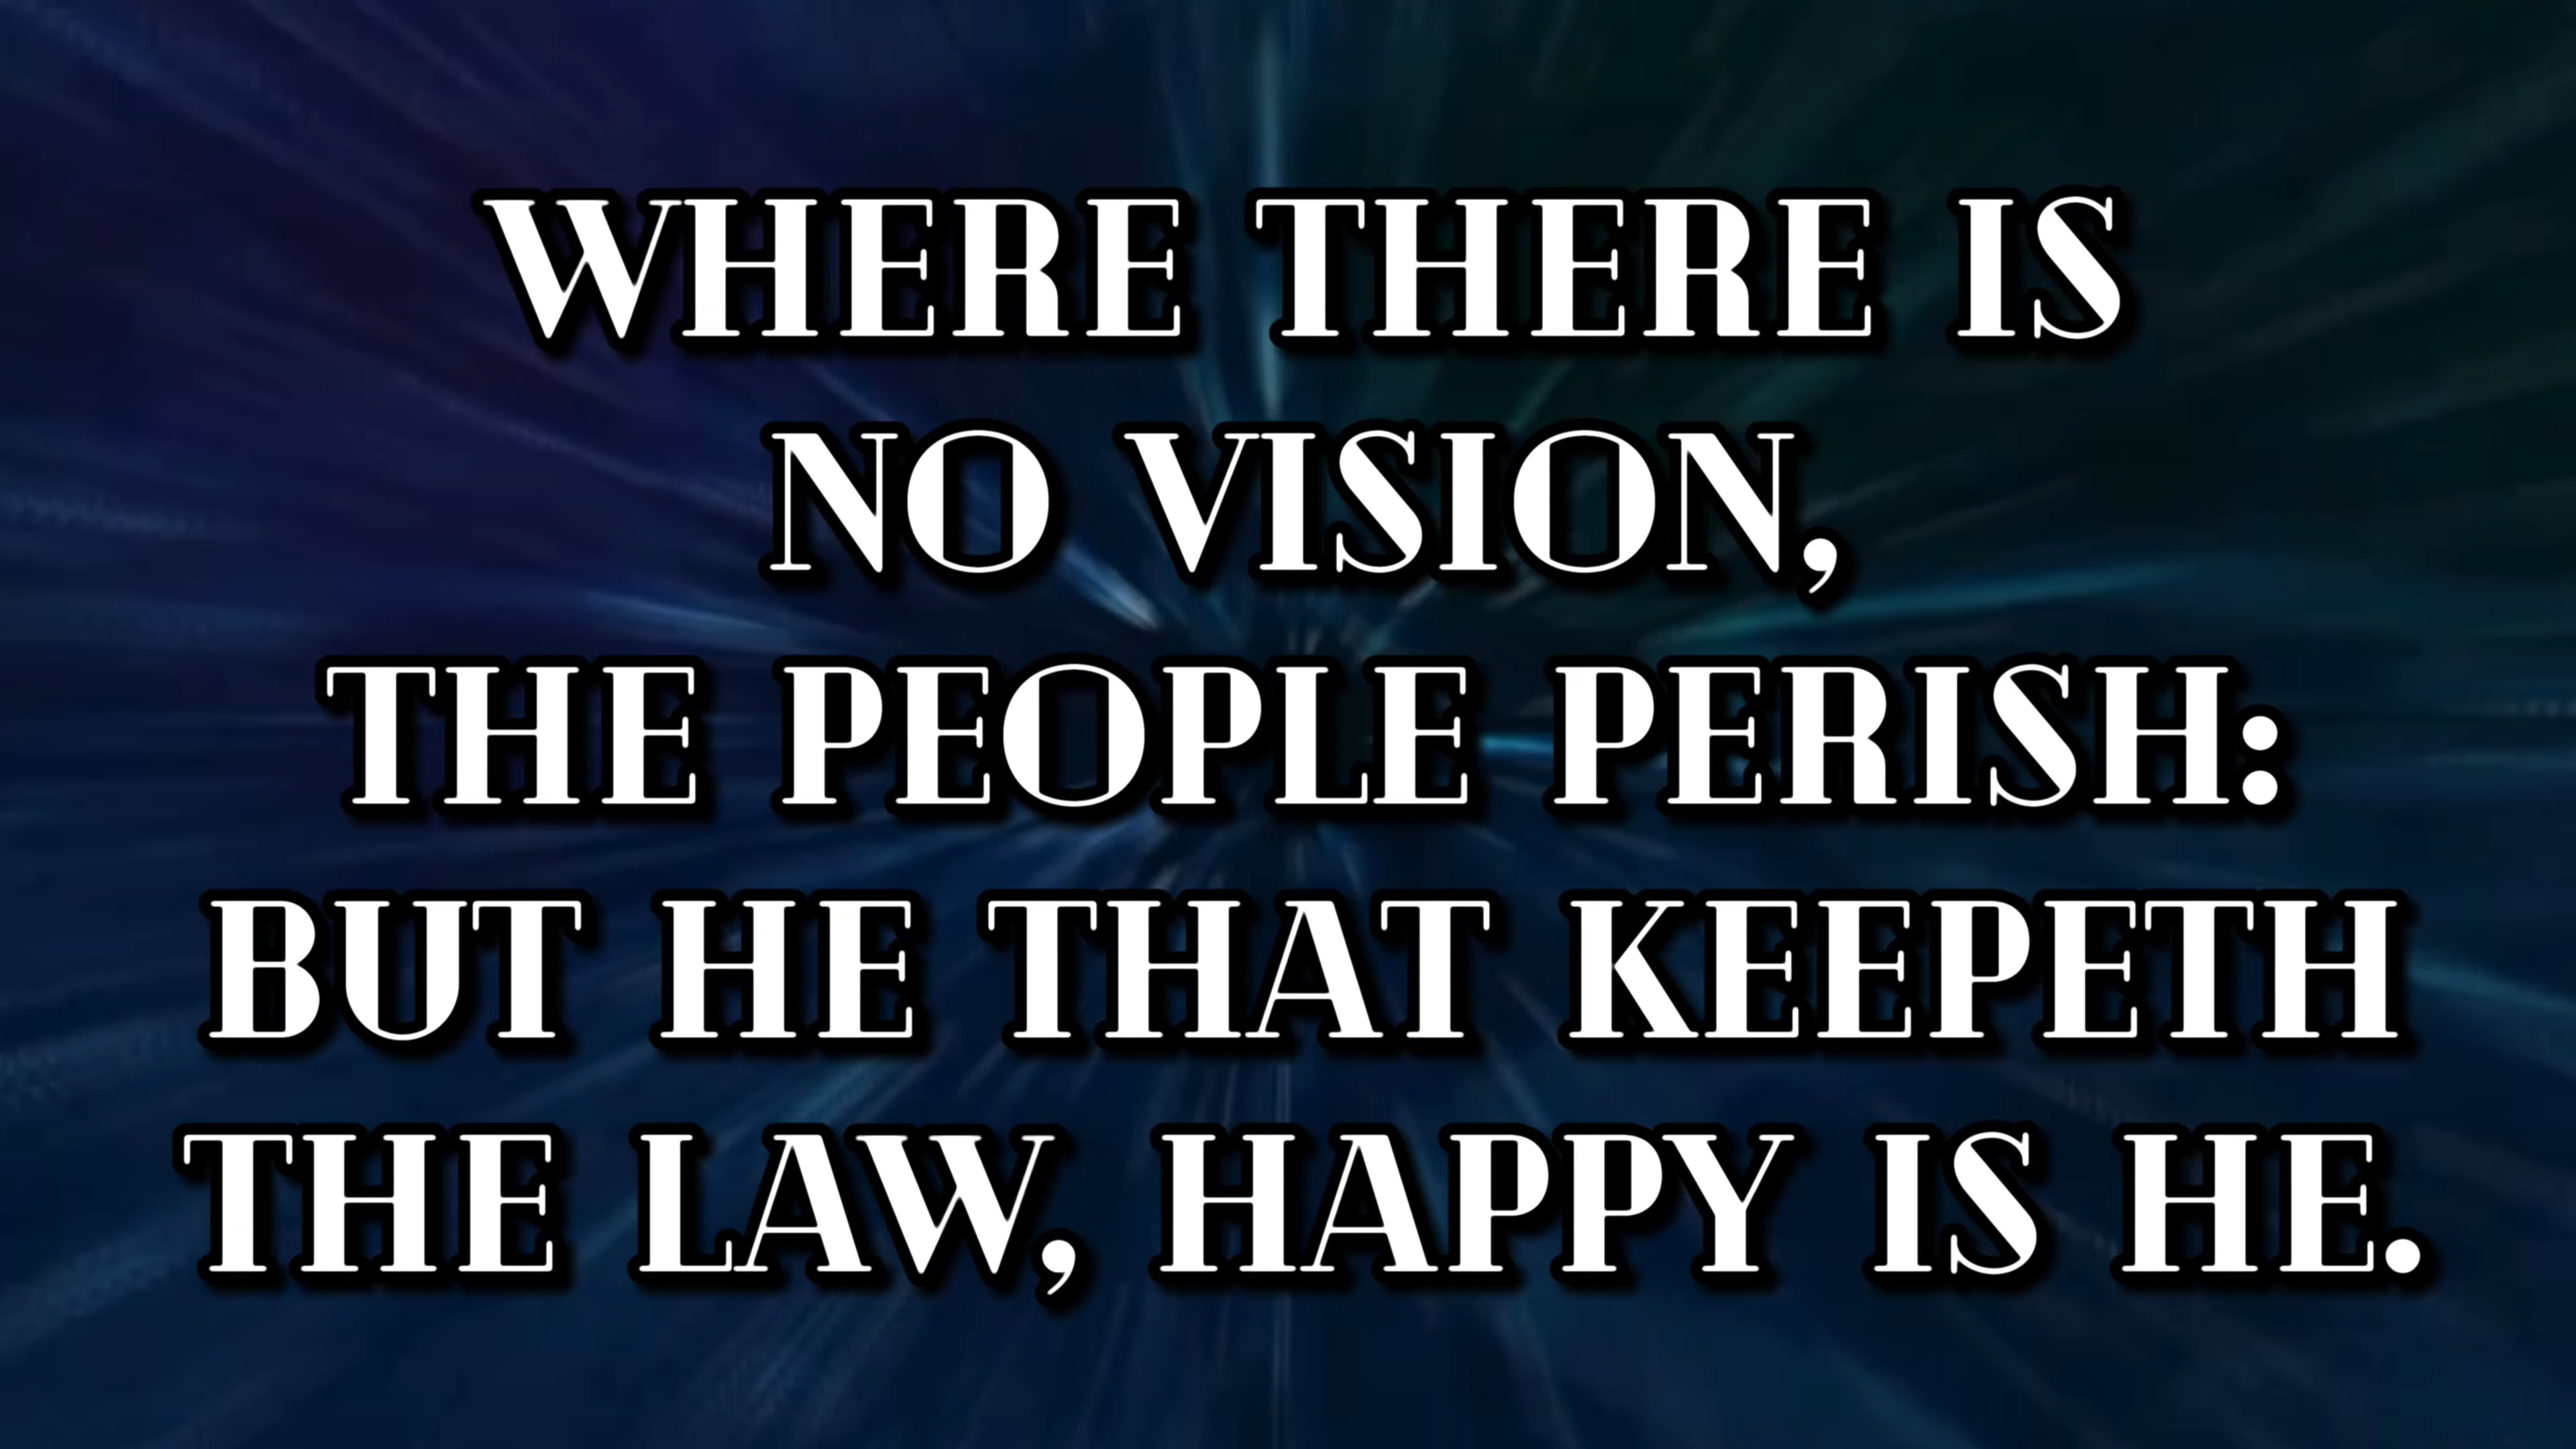 WHERE THERE IS
NO VISION,
THE PEOPLE PERISH:
BUT HE THAT KEEPETH
THE LAW, HAPPY IS HE.